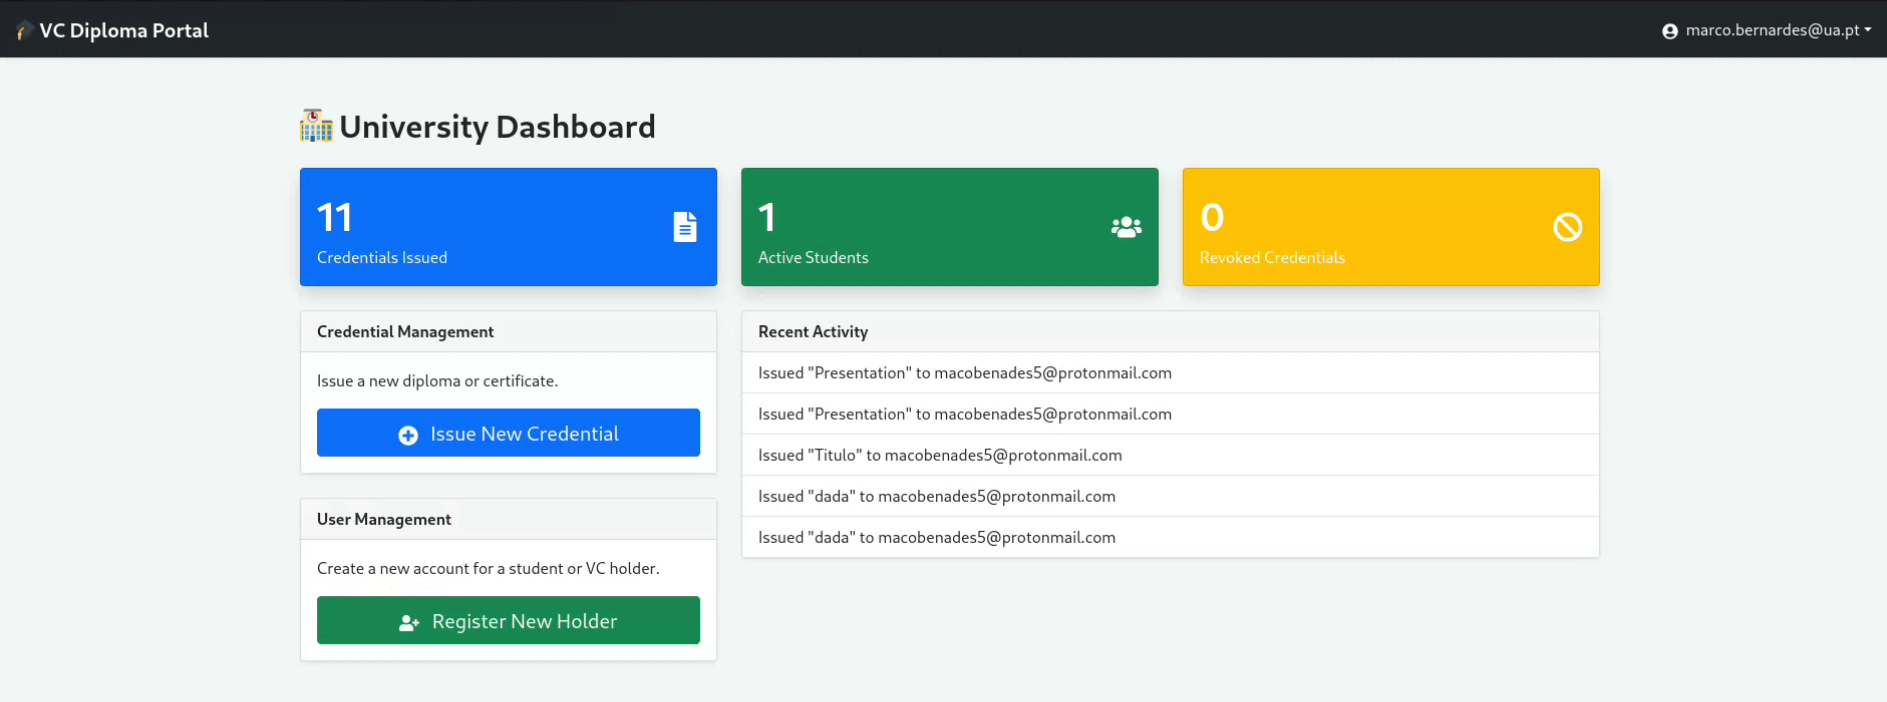 VC Diploma Portal
marco.bernardes@ua.pt
University Dashboard
11
Credentials Issued
1
Active Students
0
Revoked Credentials
Credential Management
Issue a new diploma or certificate.
Issue New Credential
User Management
Create a new account for a student or VC holder.
Register New Holder
Recent Activity
Issued "Presentation" to macobenades5@protonmail.com
Issued "Presentation" to macobenades5@protonmail.com
Issued "Titulo" to macobenades5@protonmail.com
Issued "dada" to macobenades5@protonmail.com
Issued "dada" to macobenades5@protonmail.com